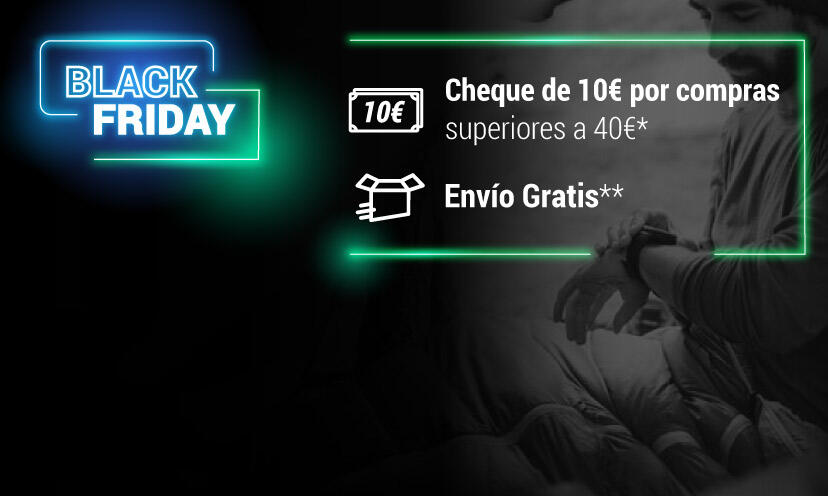 BLACK
FRIDAY
10€
Cheque de 10€ por compras
superiores a 40€*
Envío Gratis**